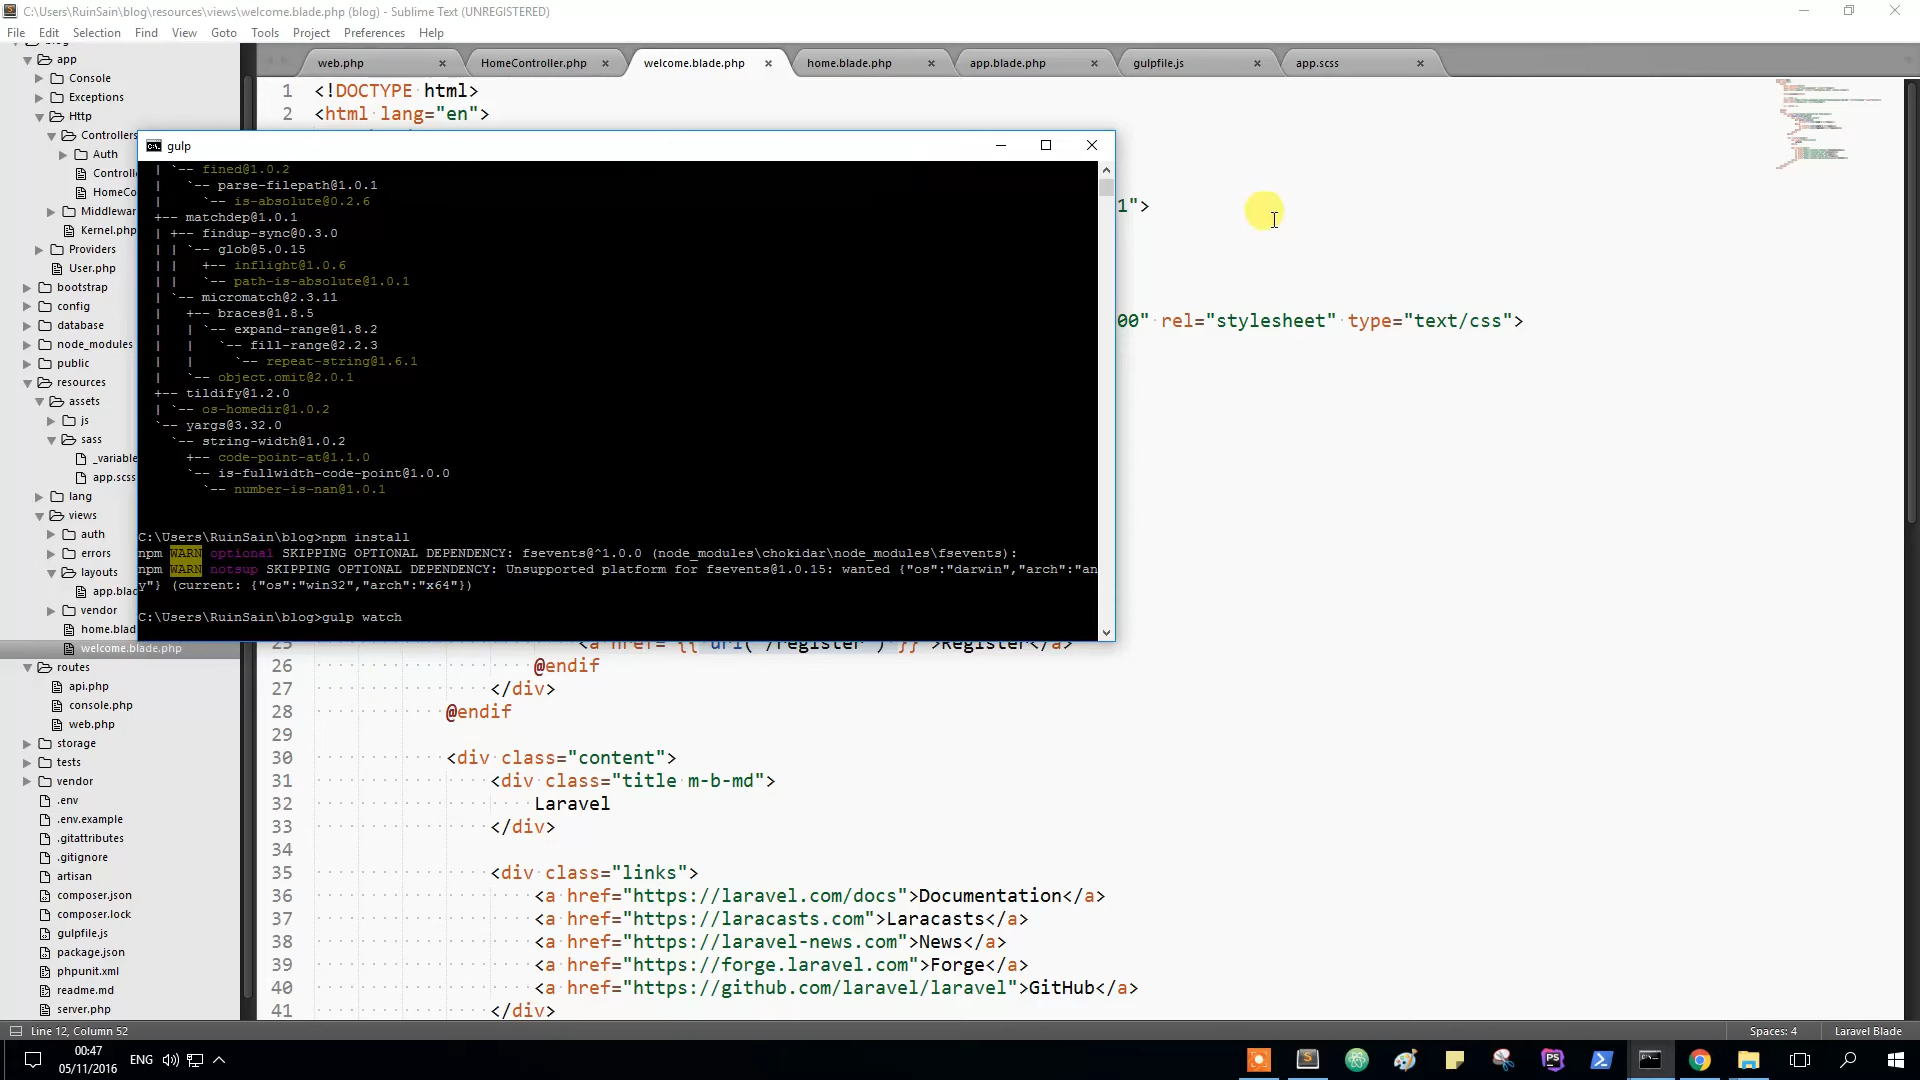 C:\Users\RuinSain\blog\resources\views\welcome.blade.php (blog) - Sublime Text (UNREGISTERED)
File Edit Selection Find View Goto Tools Project Preferences Help
app
Console
Exceptions
Http
Controllers
Auth
Controll
HomeCo
Middlewar
Kernel.php
Providers
User.php
bootstrap
config
database
node_modules
public
resources
assets
js
sass
_variable
app.scss
lang
views
auth
errors
layouts
app.blad
vendor
home.blad
welcome.blade.php
routes
api.php
console.php
web.php
storage
tests
vendor
.env
.env.example
.gitattributes
.gitignore
artisan
composer.json
composer.lock
gulpfile.js
package.json
phpunit.xml
readme.md
server.php
web.php × HomeController.php × welcome.blade.php × home.blade.php × app.blade.php × gulpfile.js × app.scss ×
1 <!DOCTYPE html>
2 <html lang="en">
gulp
| `-- fined@1.0.2
| `-- parse-filepath@1.0.1
| `-- is-absolute@0.2.6
+-- matchdep@1.0.1
| +-- findup-sync@0.3.0
| | `-- glob@5.0.15
| | +-- inflight@1.0.6
| | `-- path-is-absolute@1.0.1
| `-- micromatch@2.3.11
| +-- braces@1.8.5
| | `-- expand-range@1.8.2
| | `-- fill-range@2.2.3
| | `-- repeat-string@1.6.1
| `-- object.omit@2.0.1
+-- tildify@1.2.0
| `-- os-homedir@1.0.2
`-- yargs@3.32.0
`-- string-width@1.0.2
+-- code-point-at@1.1.0
`-- is-fullwidth-code-point@1.0.0
`-- number-is-nan@1.0.1
C:\Users\RuinSain\blog>npm install
npm WARN optional SKIPPING OPTIONAL DEPENDENCY: fsevents@^1.0.0 (node_modules\chokidar\node_modules\fsevents):
npm WARN notsup SKIPPING OPTIONAL DEPENDENCY: Unsupported platform for fsevents@1.0.15: wanted {"os":"darwin","arch":"an
y"} (current: {"os":"win32","arch":"x64"})
C:\Users\RuinSain\blog>gulp watch
1">
00" rel="stylesheet" type="text/css">
25 <a href="{{ url('/register') }}">Register</a>
26 @endif
27 </div>
28 @endif
29
30 <div class="content">
31 <div class="title m-b-md">
32 Laravel
33 </div>
34
35 <div class="links">
36 <a href="https://laravel.com/docs">Documentation</a>
37 <a href="https://laracasts.com">Laracasts</a>
38 <a href="https://laravel-news.com">News</a>
39 <a href="https://forge.laravel.com">Forge</a>
40 <a href="https://github.com/laravel/laravel">GitHub</a>
41 </div>
Line 12, Column 52 Spaces: 4 Laravel Blade
00:47
05/11/2016
ENG